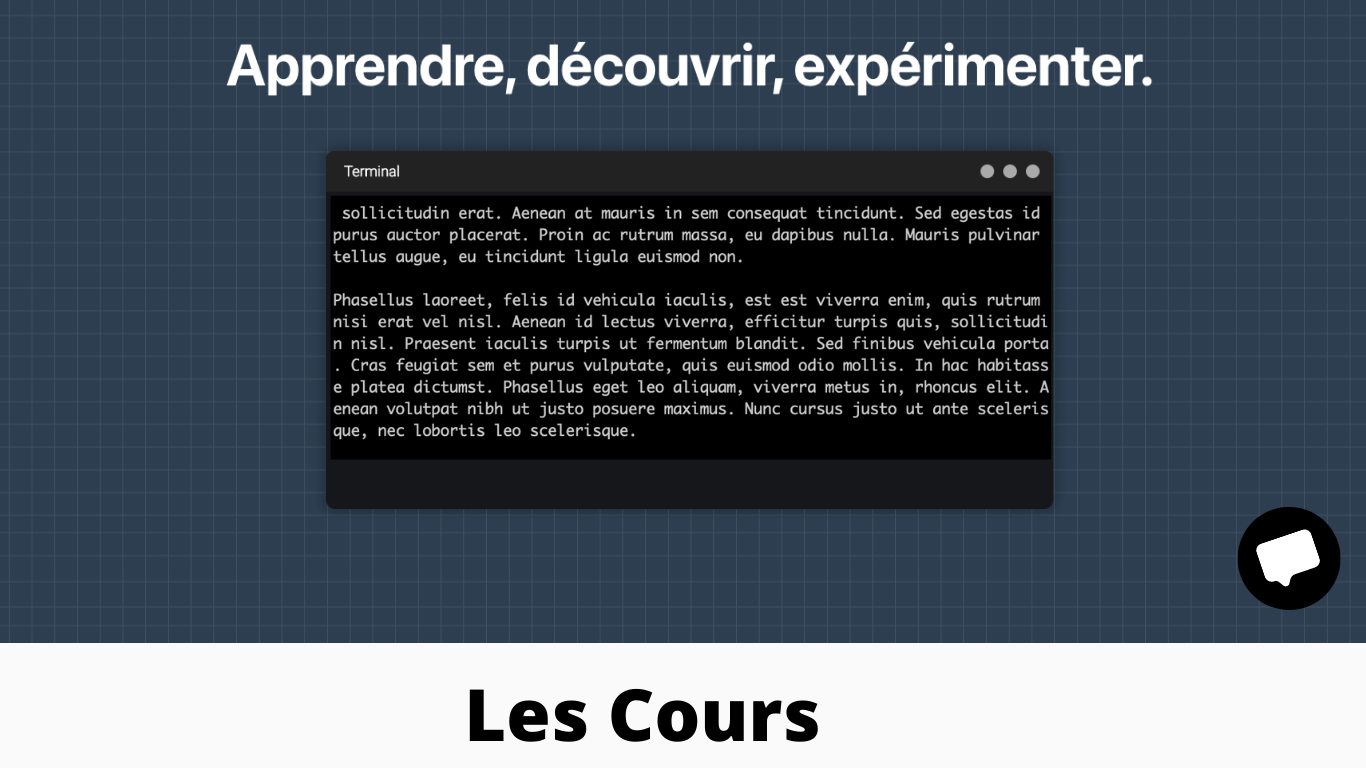 Apprendre, découvrir, expérimenter.
Terminal
sollicitudin erat. Aenean at mauris in sem consequat tincidunt. Sed egestas id
purus auctor placerat. Proin ac rutrum massa, eu dapibus nulla. Mauris pulvinar
tellus augue, eu tincidunt ligula euismod non.
Phasellus laoreet, felis id vehicula iaculis, est est viverra enim, quis rutrum
nisi erat vel nisl. Aenean id lectus viverra, efficitur turpis quis, sollicitudi
n nisl. Praesent iaculis turpis ut fermentum blandit. Sed finibus vehicula porta
. Cras feugiat sem et purus vulputate, quis euismod odio mollis. In hac habitass
e platea dictumst. Phasellus eget leo aliquam, viverra metus in, rhoncus elit. A
enean volutpat nibh ut justo posuere maximus. Nunc cursus justo ut ante sceleris
que, nec lobortis leo scelerisque.
Les Cours